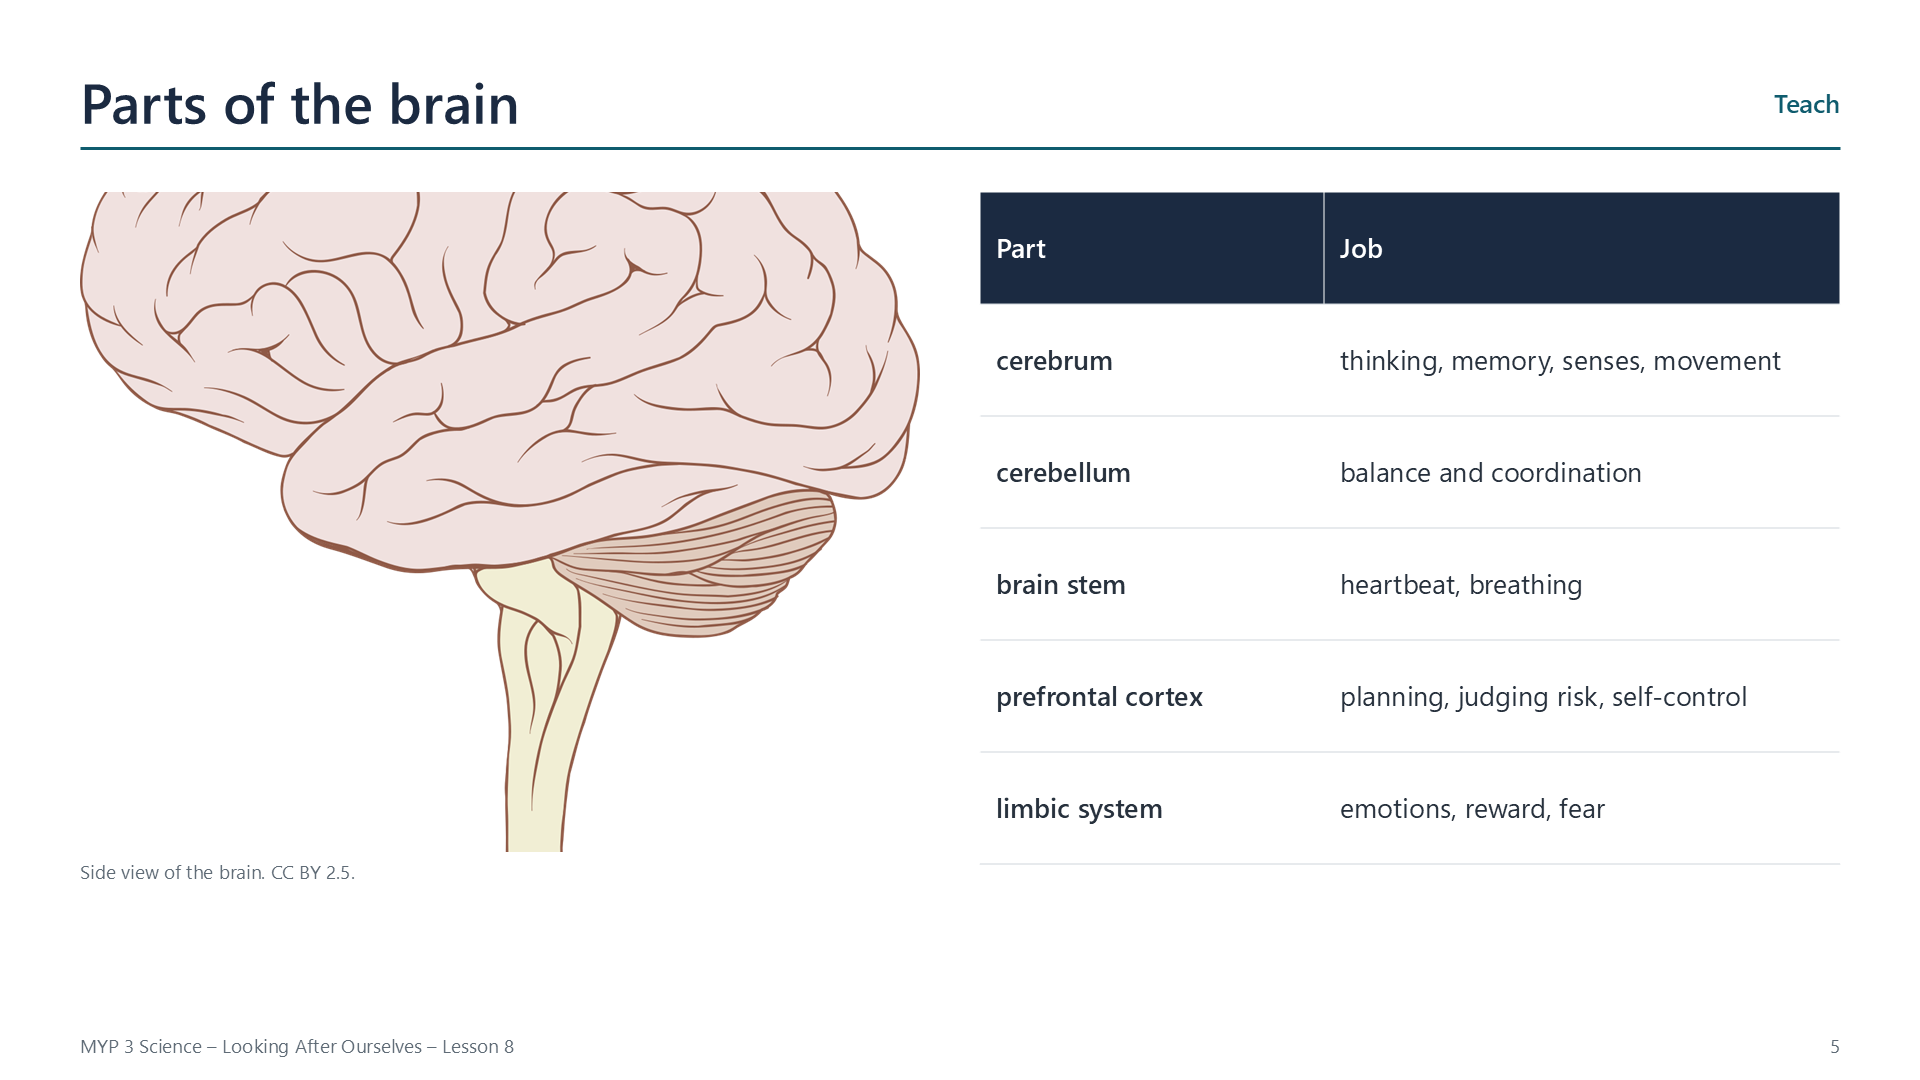 Parts of the brain
Teach
Part Job
cerebrum thinking, memory, senses, movement
cerebellum balance and coordination
brain stem heartbeat, breathing
prefrontal cortex planning, judging risk, self-control
limbic system emotions, reward, fear
Side view of the brain. CC BY 2.5.
MYP 3 Science – Looking After Ourselves – Lesson 8
5